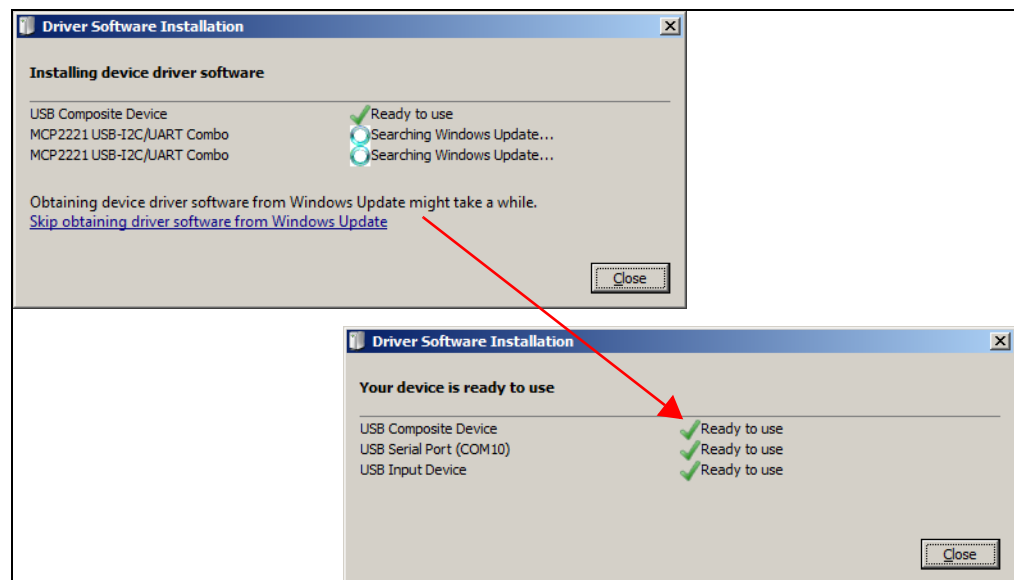 Driver Software Installation
Installing device driver software
USB Composite Device Ready to use
MCP2221 USB-I2C/UART Combo Searching Windows Update...
MCP2221 USB-I2C/UART Combo Searching Windows Update...
Obtaining device driver software from Windows Update might take a while.
Skip obtaining driver software from Windows Update
Close
Driver Software Installation
Your device is ready to use
USB Composite Device Ready to use
USB Serial Port (COM10) Ready to use
USB Input Device Ready to use
Close